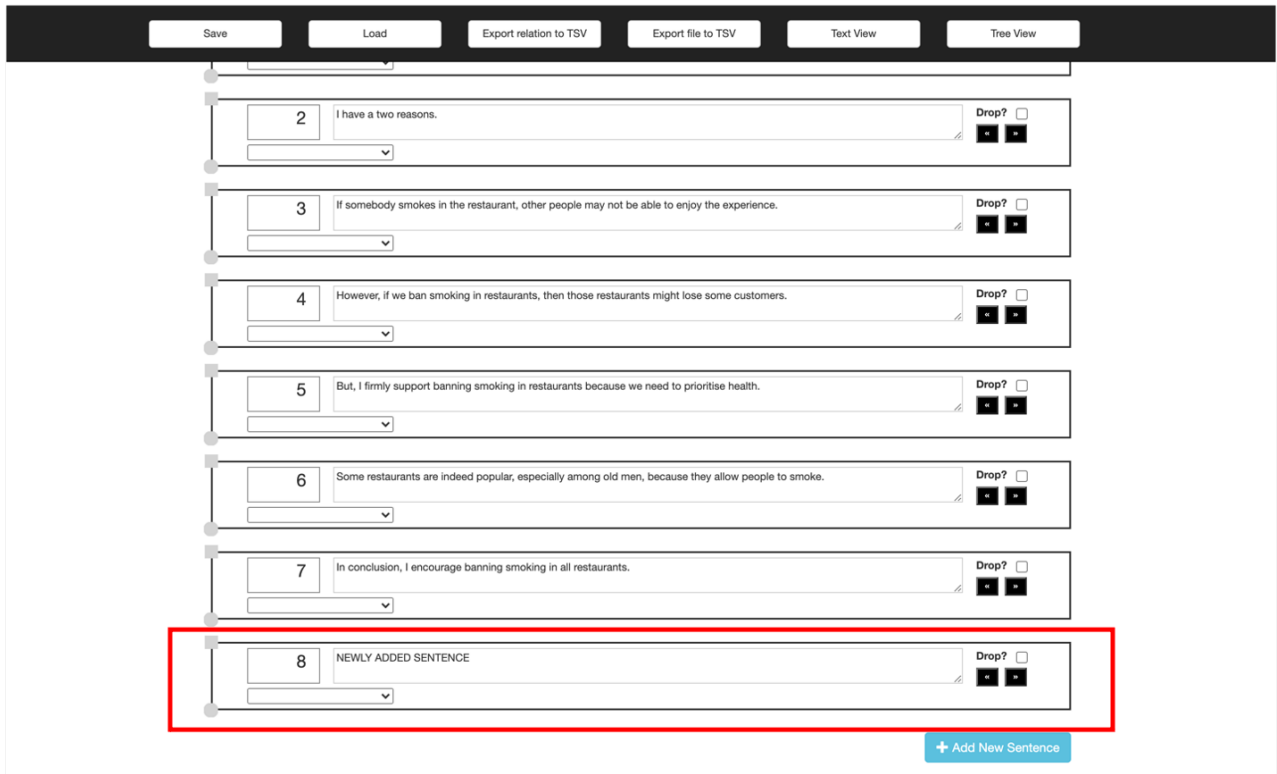 Save Load Export relation to TSV Export file to TSV Text View Tree View
2 I have a two reasons. Drop?
« »
3 If somebody smokes in the restaurant, other people may not be able to enjoy the experience. Drop?
« »
4 However, if we ban smoking in restaurants, then those restaurants might lose some customers. Drop?
« »
5 But, I firmly support banning smoking in restaurants because we need to prioritise health. Drop?
« »
6 Some restaurants are indeed popular, especially among old men, because they allow people to smoke. Drop?
« »
7 In conclusion, I encourage banning smoking in all restaurants. Drop?
« »
8 NEWLY ADDED SENTENCE Drop?
« »
+ Add New Sentence